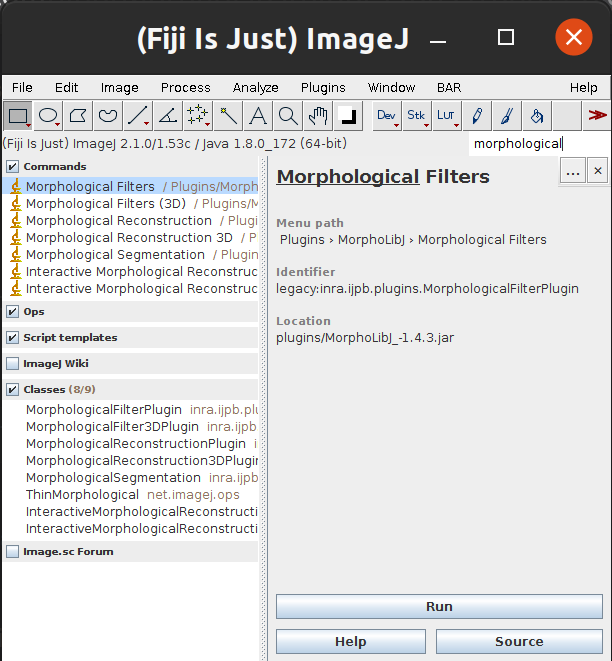 (Fiji Is Just) ImageJ
File Edit Image Process Analyze Plugins Window BAR Help
A Dev Stk LUT
(Fiji Is Just) ImageJ 2.1.0/1.53c / Java 1.8.0_172 (64-bit) morphological
Commands
Morphological Filters / Plugins/Morph
Morphological Filters (3D) / Plugins/M
Morphological Reconstruction / Plugi
Morphological Reconstruction 3D / Pl
Morphological Segmentation / Plugin
Interactive Morphological Reconstruc
Interactive Morphological Reconstruc
Ops
Script templates
ImageJ Wiki
Classes (8/9)
MorphologicalFilterPlugin inra.ijpb.plu
MorphologicalFilter3DPlugin inra.ijpb
MorphologicalReconstructionPlugin i
MorphologicalReconstruction3DPlugin
MorphologicalSegmentation inra.ijpb
ThinMorphological net.imagej.ops
InteractiveMorphologicalReconstructi
InteractiveMorphologicalReconstructi
Image.sc Forum
Morphological Filters
Menu path
Plugins › MorphoLibJ › Morphological Filters
Identifier
legacy:inra.ijpb.plugins.MorphologicalFilterPlugin
Location
plugins/MorphoLibJ_-1.4.3.jar
Run
Help Source